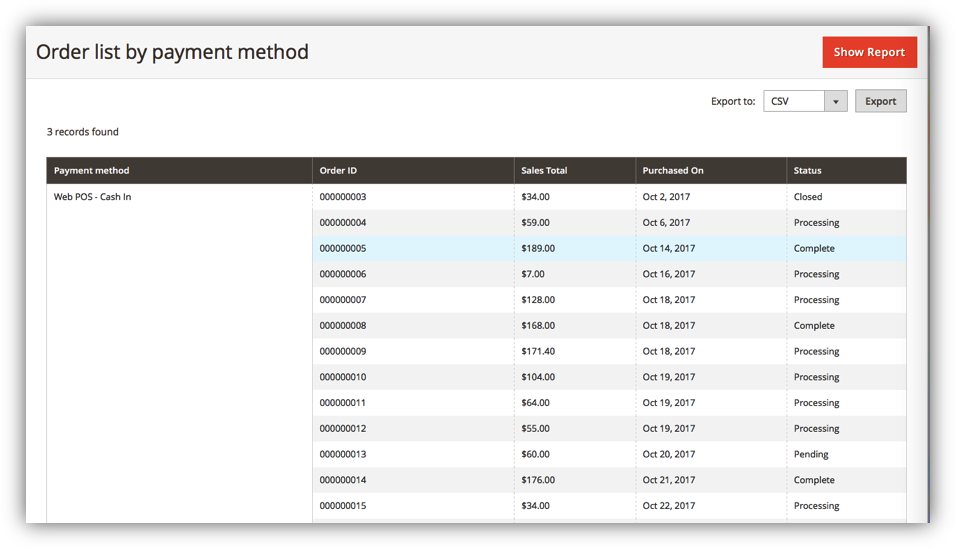 Order list by payment method
Show Report
Export to: CSV Export
3 records found
Payment method Order ID Sales Total Purchased On Status
Web POS - Cash In 000000003 $34.00 Oct 2, 2017 Closed
000000004 $59.00 Oct 6, 2017 Processing
000000005 $189.00 Oct 14, 2017 Complete
000000006 $7.00 Oct 16, 2017 Processing
000000007 $128.00 Oct 18, 2017 Processing
000000008 $168.00 Oct 18, 2017 Complete
000000009 $171.40 Oct 18, 2017 Processing
000000010 $104.00 Oct 19, 2017 Processing
000000011 $64.00 Oct 19, 2017 Processing
000000012 $55.00 Oct 19, 2017 Processing
000000013 $60.00 Oct 20, 2017 Pending
000000014 $176.00 Oct 21, 2017 Complete
000000015 $34.00 Oct 22, 2017 Processing